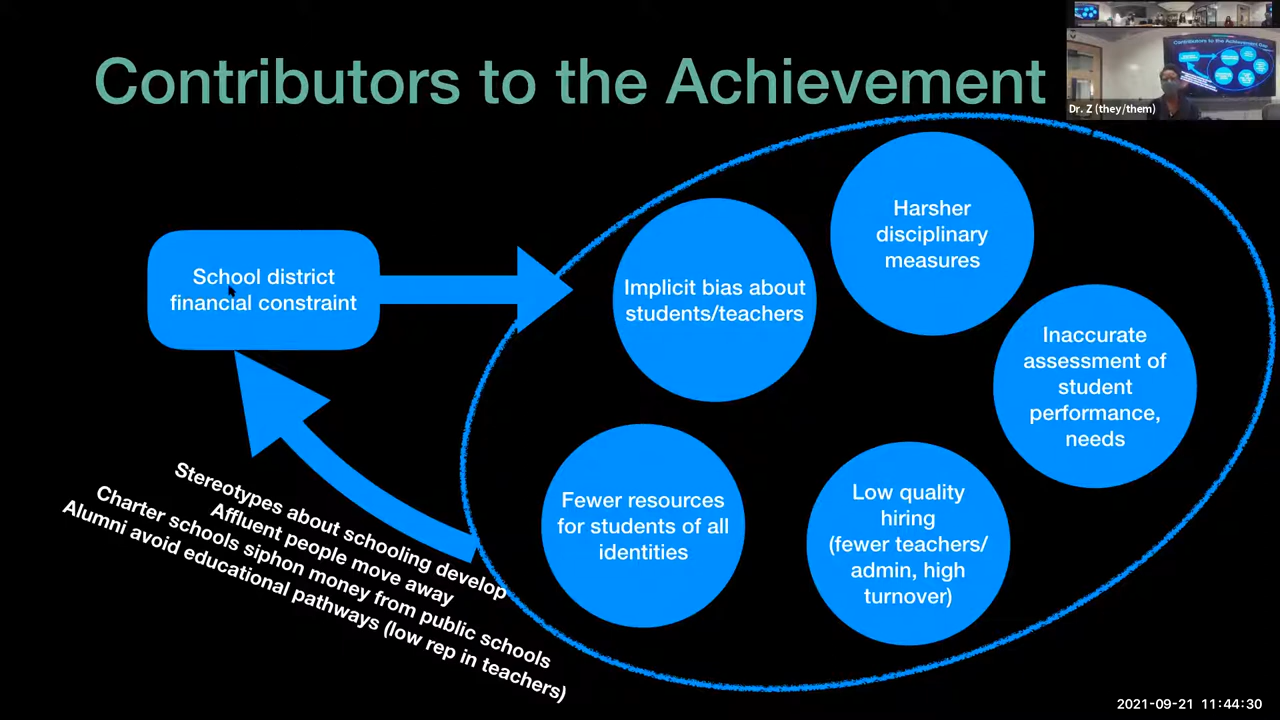 Contributors to the Achievement
Dr. Z (they/them)
School district
financial constraint
Implicit bias about
students/teachers
Harsher
disciplinary
measures
Inaccurate
assessment of
student
performance,
needs
Fewer resources
for students of all
identities
Low quality
hiring
(fewer teachers/
admin, high
turnover)
Stereotypes about schooling develop
Affluent people move away
Charter schools siphon money from public schools
Alumni avoid educational pathways (low rep in teachers)
2021-09-21 11:44:30